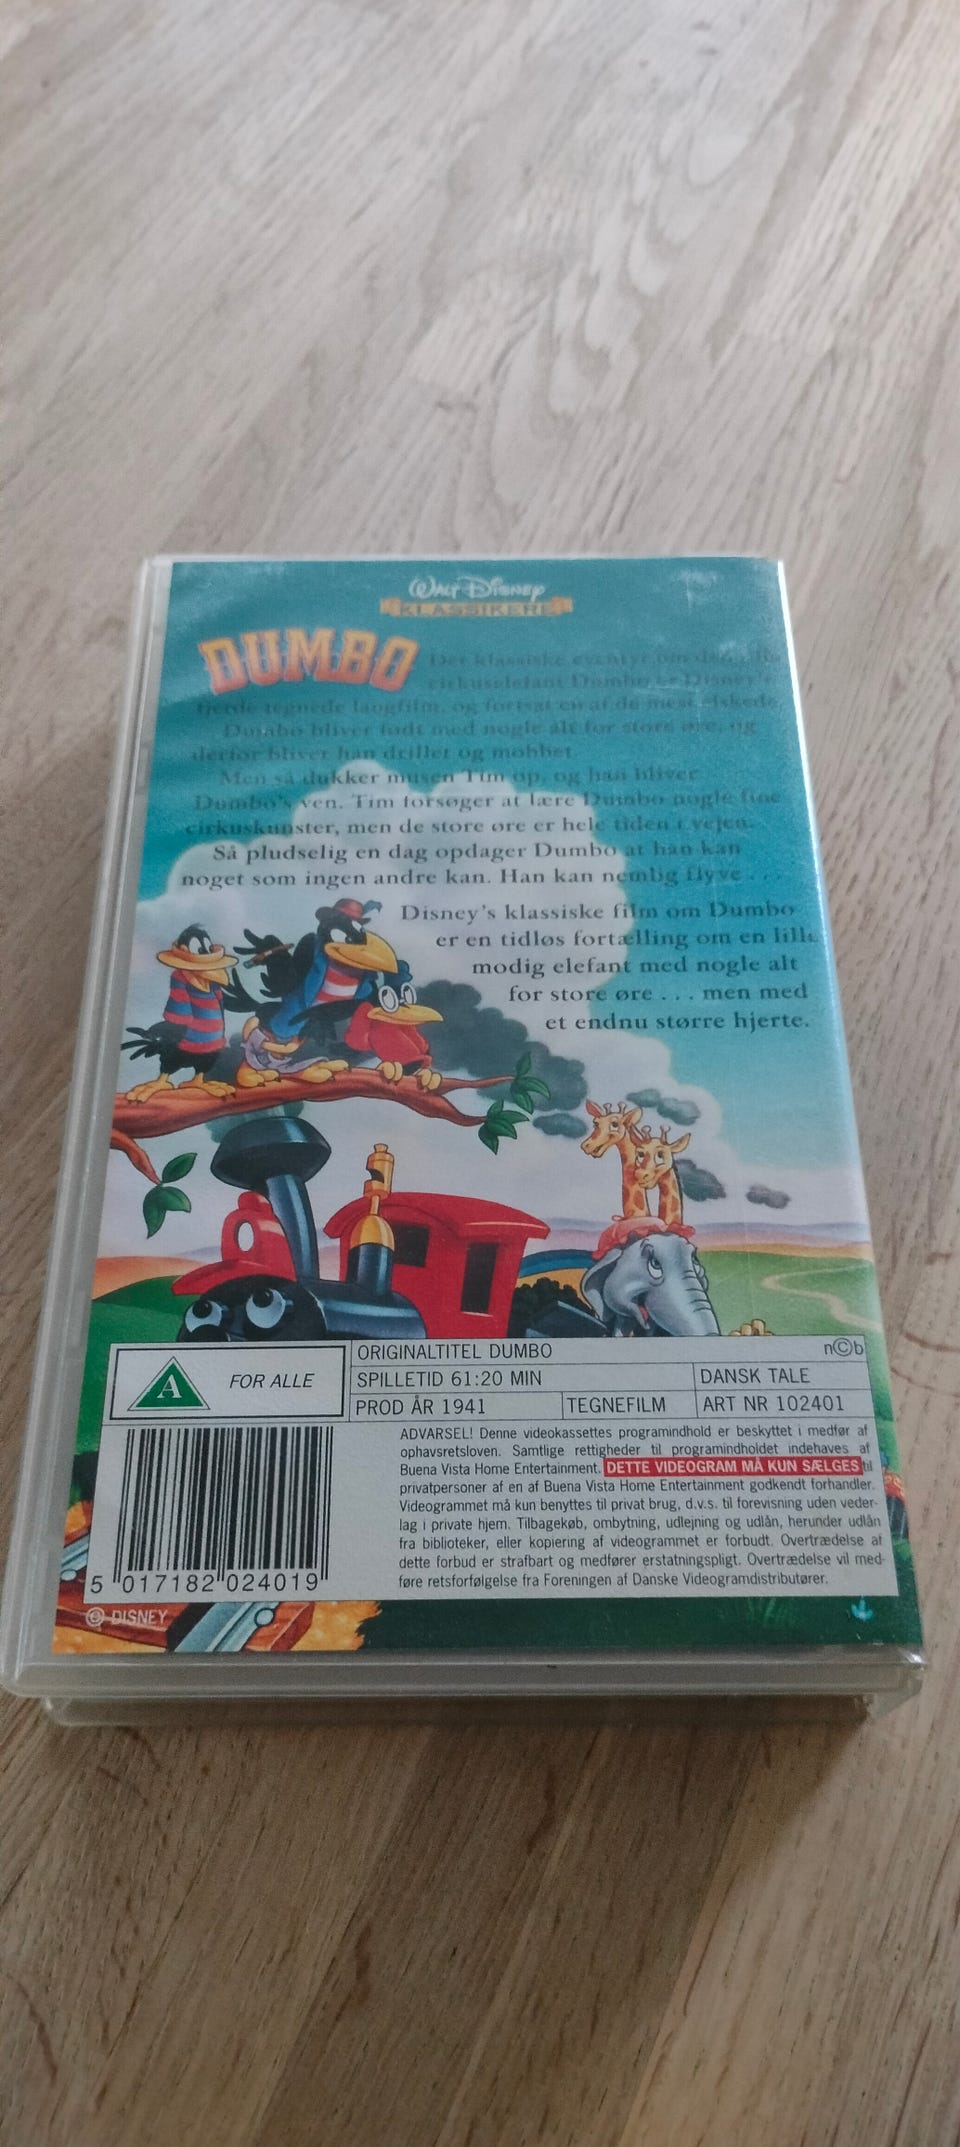 WALT DISNEY
KLASSIKERE
DUMBO
Det klassiske eventyr om den
cirkuselefant Dumbo er Disney's
fjerde tegnede langfilm, og fortsat en af de mest elskede.
Dumbo bliver født med nogle alt for store øre, og
derfor bliver han drillet og mobbet.
Men så dukker musen Tim op, og han bliver
Dumbo's ven. Tim forsøger at lære Dumbo nogle fine
cirkuskunster, men de store øre er hele tiden i vejen.
Så pludselig en dag opdager Dumbo at han kan
noget som ingen andre kan. Han kan nemlig flyve . . .
Disney's klassiske film om Dumbo
er en tidløs fortælling om en lille
modig elefant med nogle alt
for store øre . . . men med
et endnu større hjerte.
A FOR ALLE
ORIGINALTITEL DUMBO n©b
SPILLETID 61:20 MIN DANSK TALE
PROD ÅR 1941 TEGNEFILM ART NR 102401
ADVARSEL! Denne videokassettes programindhold er beskyttet i medfør af
ophavsretsloven. Samtlige rettigheder til programindholdet indehaves af
Buena Vista Home Entertainment. DETTE VIDEOGRAM MÅ KUN SÆLGES til
privatpersoner af en af Buena Vista Home Entertainment godkendt forhandler.
Videogrammet må kun benyttes til privat brug, d.v.s. til forevisning uden veder-
lag i private hjem. Tilbagekøb, ombytning, udlejning og udlån, herunder udlån
fra biblioteker, eller kopiering af videogrammet er forbudt. Overtrædelse af
dette forbud er strafbart og medfører erstatningspligt. Overtrædelse vil med-
føre retsforfølgelse fra Foreningen af Danske Videogramdistributører.
5 017182 024019
© DISNEY